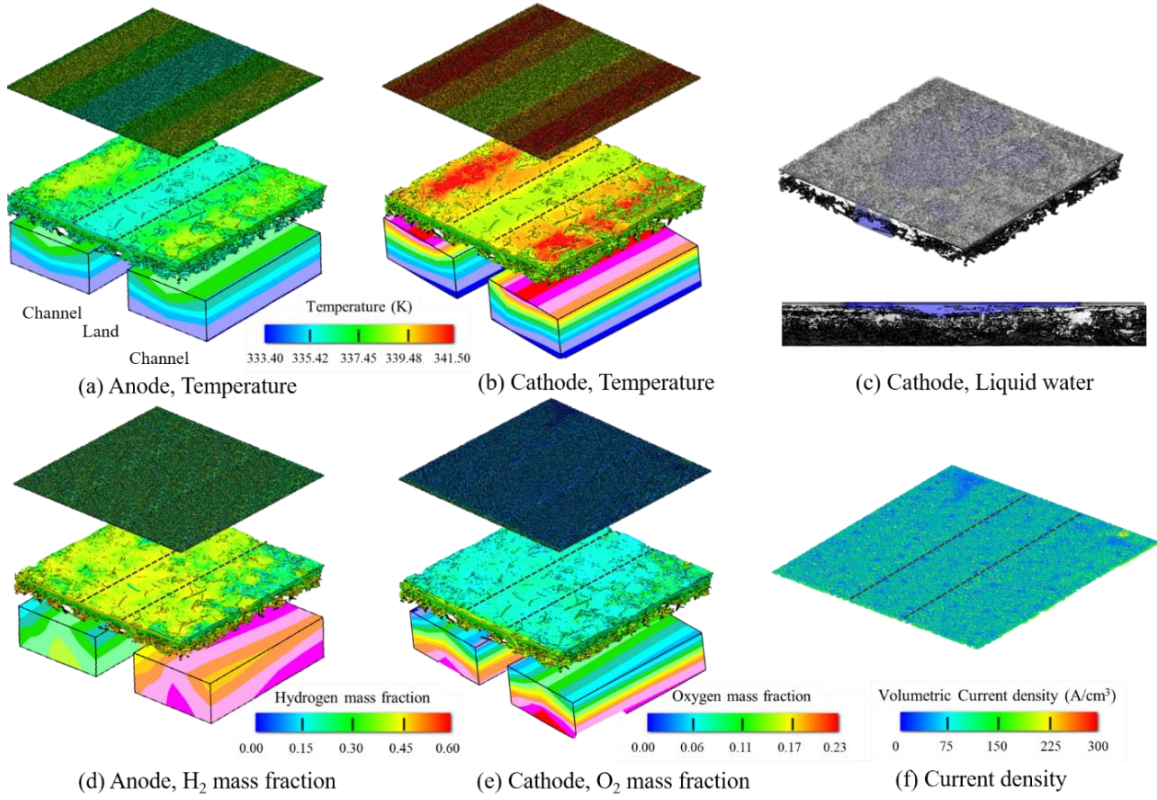 Channel
Land
Channel
Temperature (K)
333.40 335.42 337.45 339.48 341.50
(a) Anode, Temperature
(b) Cathode, Temperature
(c) Cathode, Liquid water
Hydrogen mass fraction
0.00 0.15 0.30 0.45 0.60
Oxygen mass fraction
0.00 0.06 0.11 0.17 0.23
Volumetric Current density (A/cm³)
0 75 150 225 300
(d) Anode, H₂ mass fraction
(e) Cathode, O₂ mass fraction
(f) Current density